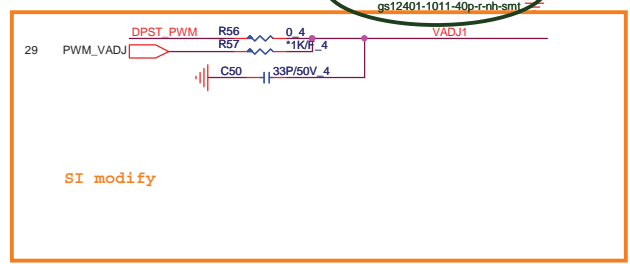 gs12401-1011-40p-r-nh-smt
DPST_PWM R56 0_4 VADJ1
29 PWM_VADJ R57 *1K/F_4
C50 33P/50V_4
SI modify